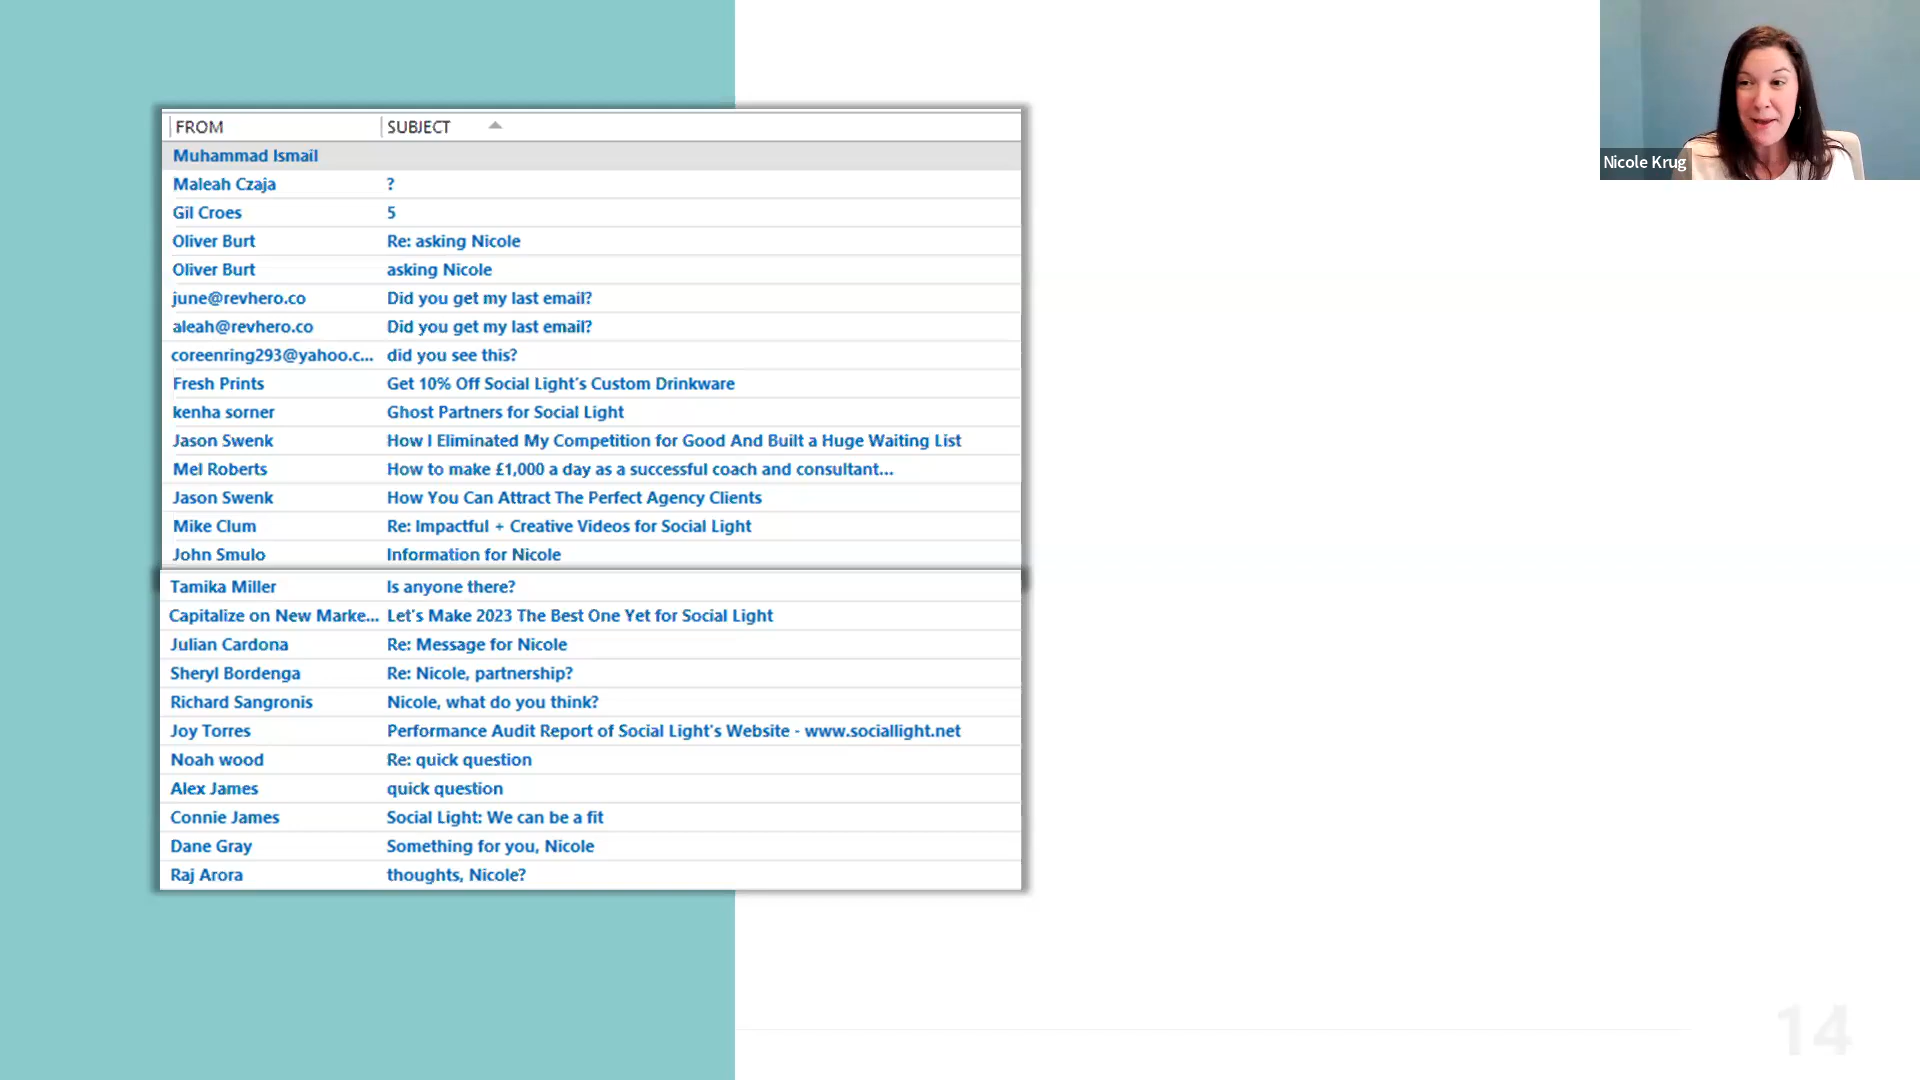 FROM SUBJECT
Muhammad Ismail
Maleah Czaja ?
Gil Croes 5
Oliver Burt Re: asking Nicole
Oliver Burt asking Nicole
june@revhero.co Did you get my last email?
aleah@revhero.co Did you get my last email?
coreenring293@yahoo.c... did you see this?
Fresh Prints Get 10% Off Social Light's Custom Drinkware
kenha sorner Ghost Partners for Social Light
Jason Swenk How I Eliminated My Competition for Good And Built a Huge Waiting List
Mel Roberts How to make £1,000 a day as a successful coach and consultant...
Jason Swenk How You Can Attract The Perfect Agency Clients
Mike Clum Re: Impactful + Creative Videos for Social Light
John Smulo Information for Nicole
Tamika Miller Is anyone there?
Capitalize on New Marke... Let's Make 2023 The Best One Yet for Social Light
Julian Cardona Re: Message for Nicole
Sheryl Bordenga Re: Nicole, partnership?
Richard Sangronis Nicole, what do you think?
Joy Torres Performance Audit Report of Social Light's Website - www.sociallight.net
Noah wood Re: quick question
Alex James quick question
Connie James Social Light: We can be a fit
Dane Gray Something for you, Nicole
Raj Arora thoughts, Nicole?
Nicole Krug
14